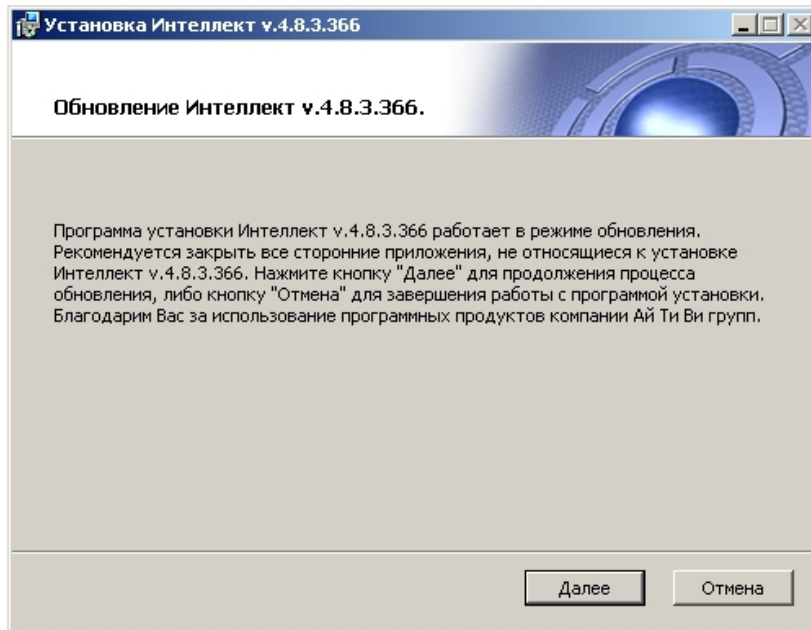 Установка Интеллект v.4.8.3.366
Обновление Интеллект v.4.8.3.366.
Программа установки Интеллект v.4.8.3.366 работает в режиме обновления.
Рекомендуется закрыть все сторонние приложения, не относящиеся к установке
Интеллект v.4.8.3.366. Нажмите кнопку "Далее" для продолжения процесса
обновления, либо кнопку "Отмена" для завершения работы с программой установки.
Благодарим Вас за использование программных продуктов компании Ай Ти Ви групп.
Далее
Отмена